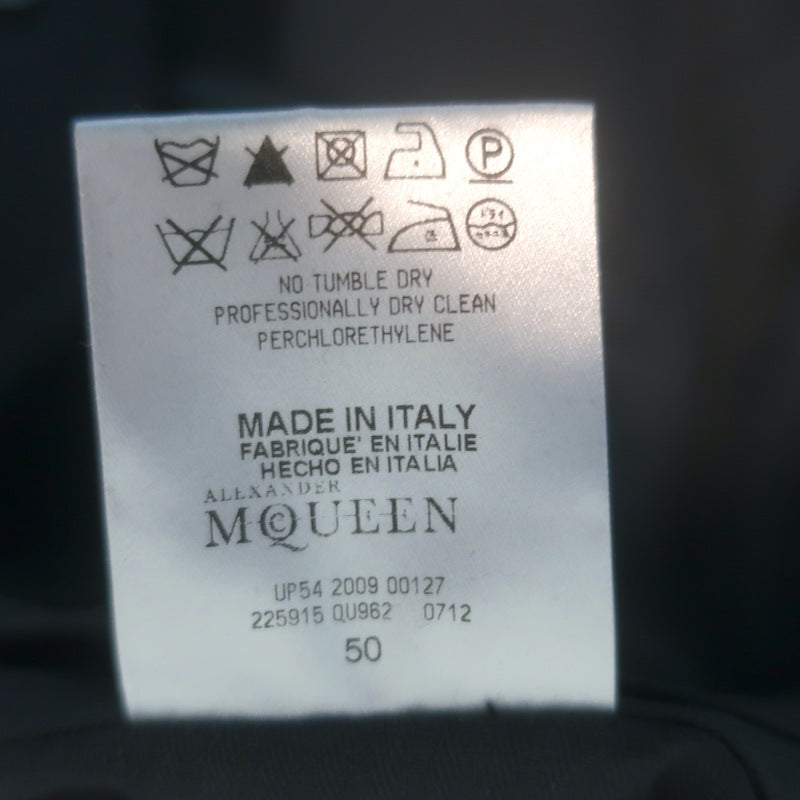 P
NO TUMBLE DRY
PROFESSIONALLY DRY CLEAN
PERCHLORETHYLENE
MADE IN ITALY
FABRIQUE' EN ITALIE
HECHO EN ITALIA
ALEXANDER
McQUEEN
UP54 2009 00127
225915 QU962 0712
50